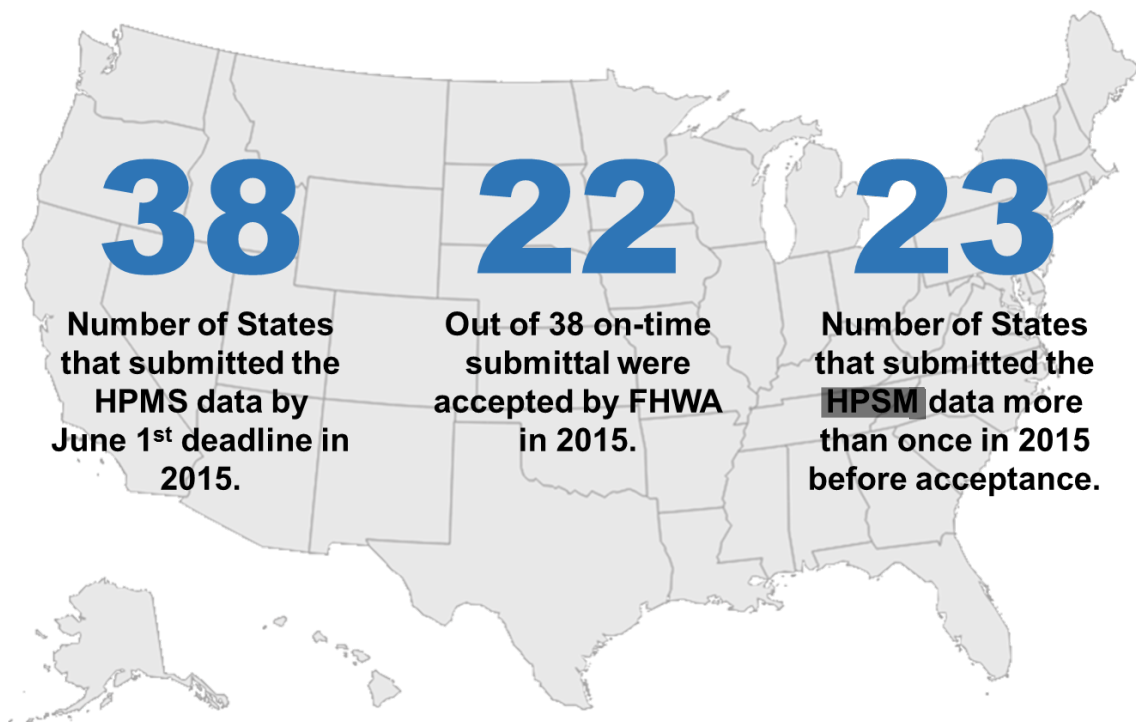 38
Number of States
that submitted the
HPMS data by
June 1st deadline in
2015.
22
Out of 38 on-time
submittal were
accepted by FHWA
in 2015.
23
Number of States
that submitted the
HPSM data more
than once in 2015
before acceptance.